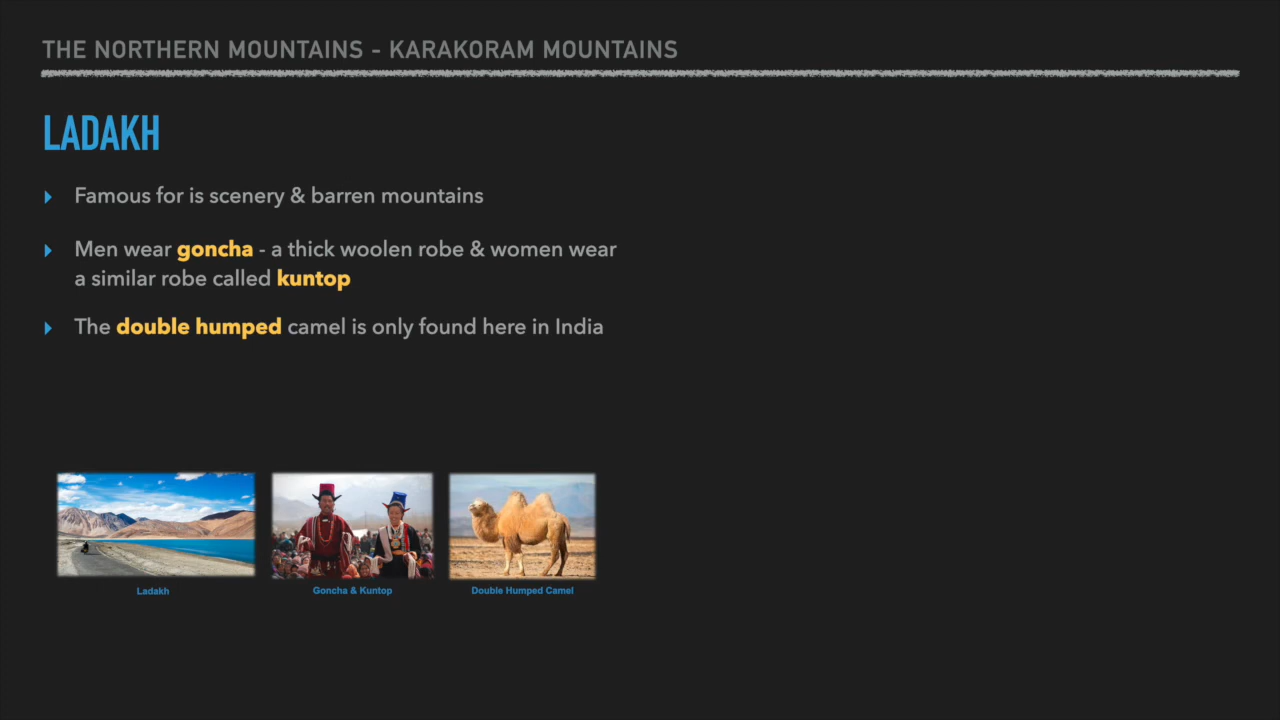 THE NORTHERN MOUNTAINS - KARAKORAM MOUNTAINS
LADAKH
Famous for is scenery & barren mountains
Men wear goncha - a thick woolen robe & women wear
a similar robe called kuntop
The double humped camel is only found here in India
Ladakh
Goncha & Kuntop
Double Humped Camel